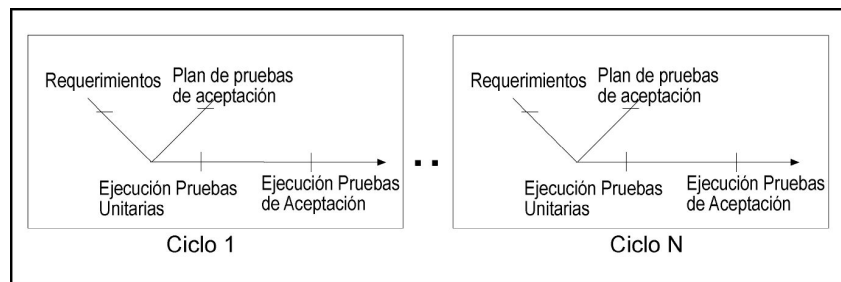 Requerimientos
Plan de pruebas
de aceptación
Ejecución Pruebas
Unitarias
Ejecución Pruebas
de Aceptación
Ciclo 1
Requerimientos
Plan de pruebas
de aceptación
Ejecución Pruebas
Unitarias
Ejecución Pruebas
de Aceptación
Ciclo N